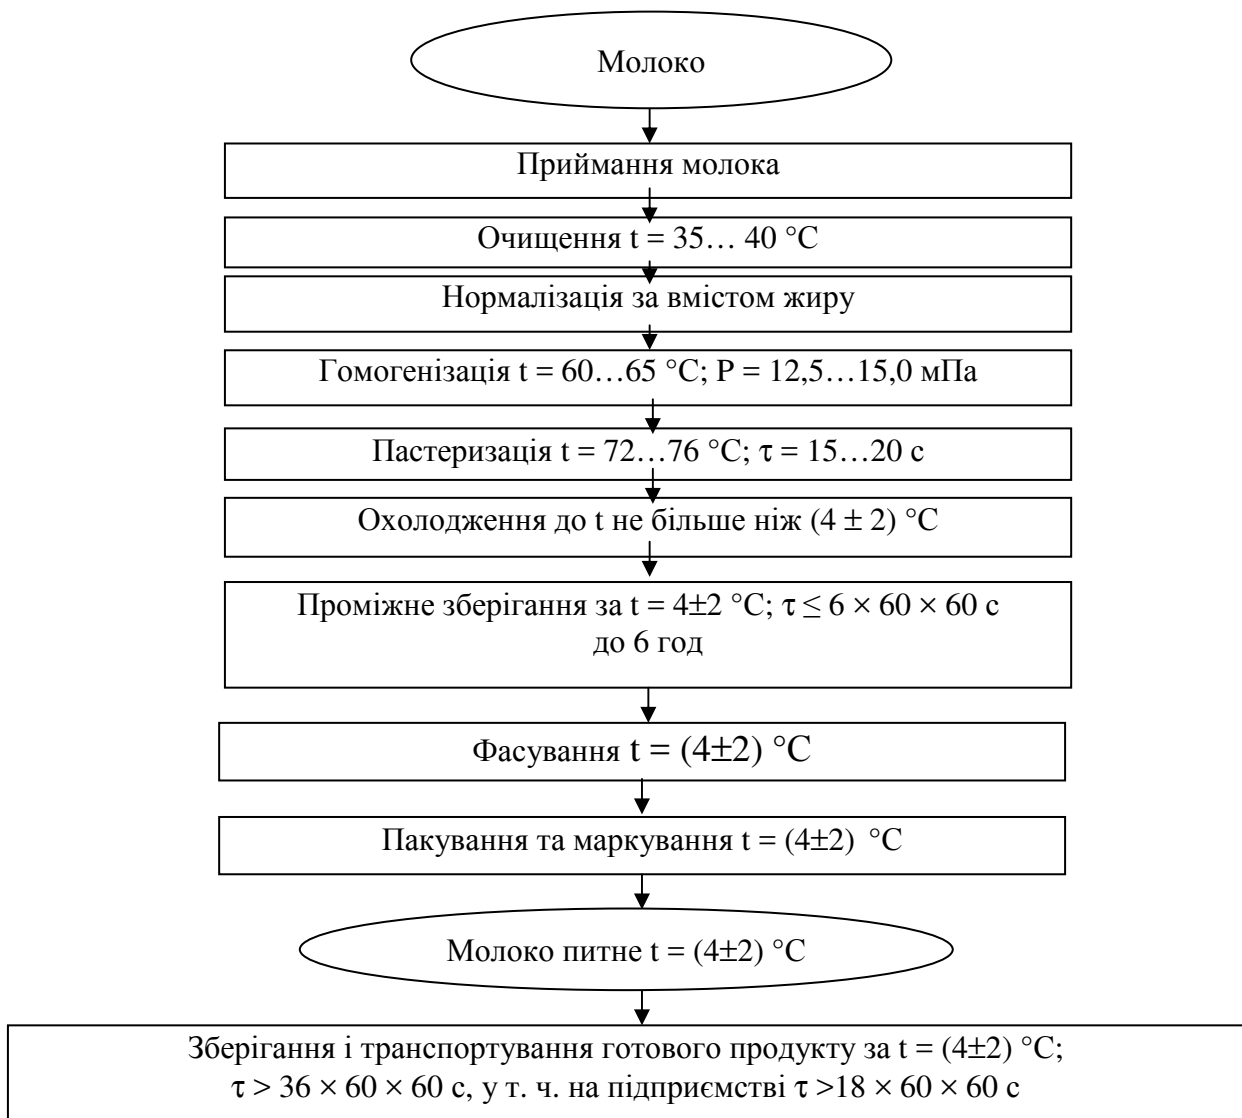 Молоко
Приймання молока
Очищення t = 35… 40 °С
Нормалізація за вмістом жиру
Гомогенізація t = 60…65 °С; Р = 12,5…15,0 мПа
Пастеризація t = 72…76 °С; τ = 15…20 с
Охолодження до t не більше ніж (4 ± 2) °С
Проміжне зберігання за t = 4±2 °С; τ ≤ 6 × 60 × 60 с
до 6 год
Фасування t = (4±2) °С
Пакування та маркування t = (4±2) °С
Молоко питне t = (4±2) °С
Зберігання і транспортування готового продукту за t = (4±2) °С;
τ > 36 × 60 × 60 с, у т. ч. на підприємстві τ >18 × 60 × 60 с